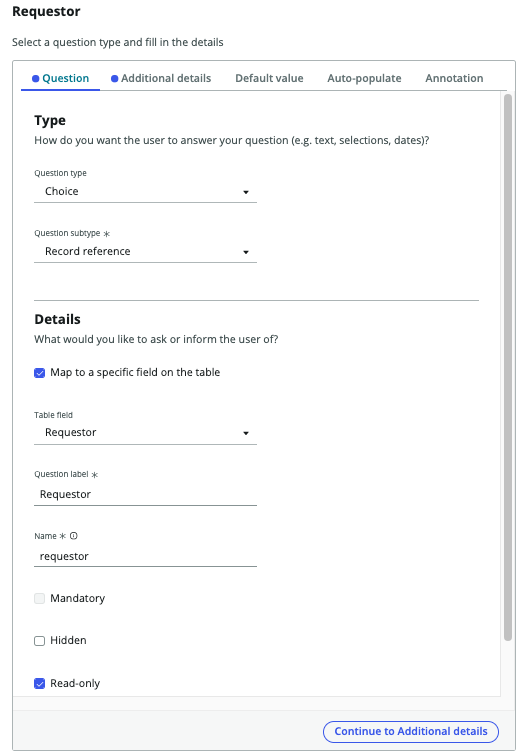 Requestor
Select a question type and fill in the details
Question Additional details Default value Auto-populate Annotation
Type
How do you want the user to answer your question (e.g. text, selections, dates)?
Question type
Choice
Question subtype *
Record reference
Details
What would you like to ask or inform the user of?
Map to a specific field on the table
Table field
Requestor
Question label *
Requestor
Name *
requestor
Mandatory
Hidden
Read-only
Continue to Additional details